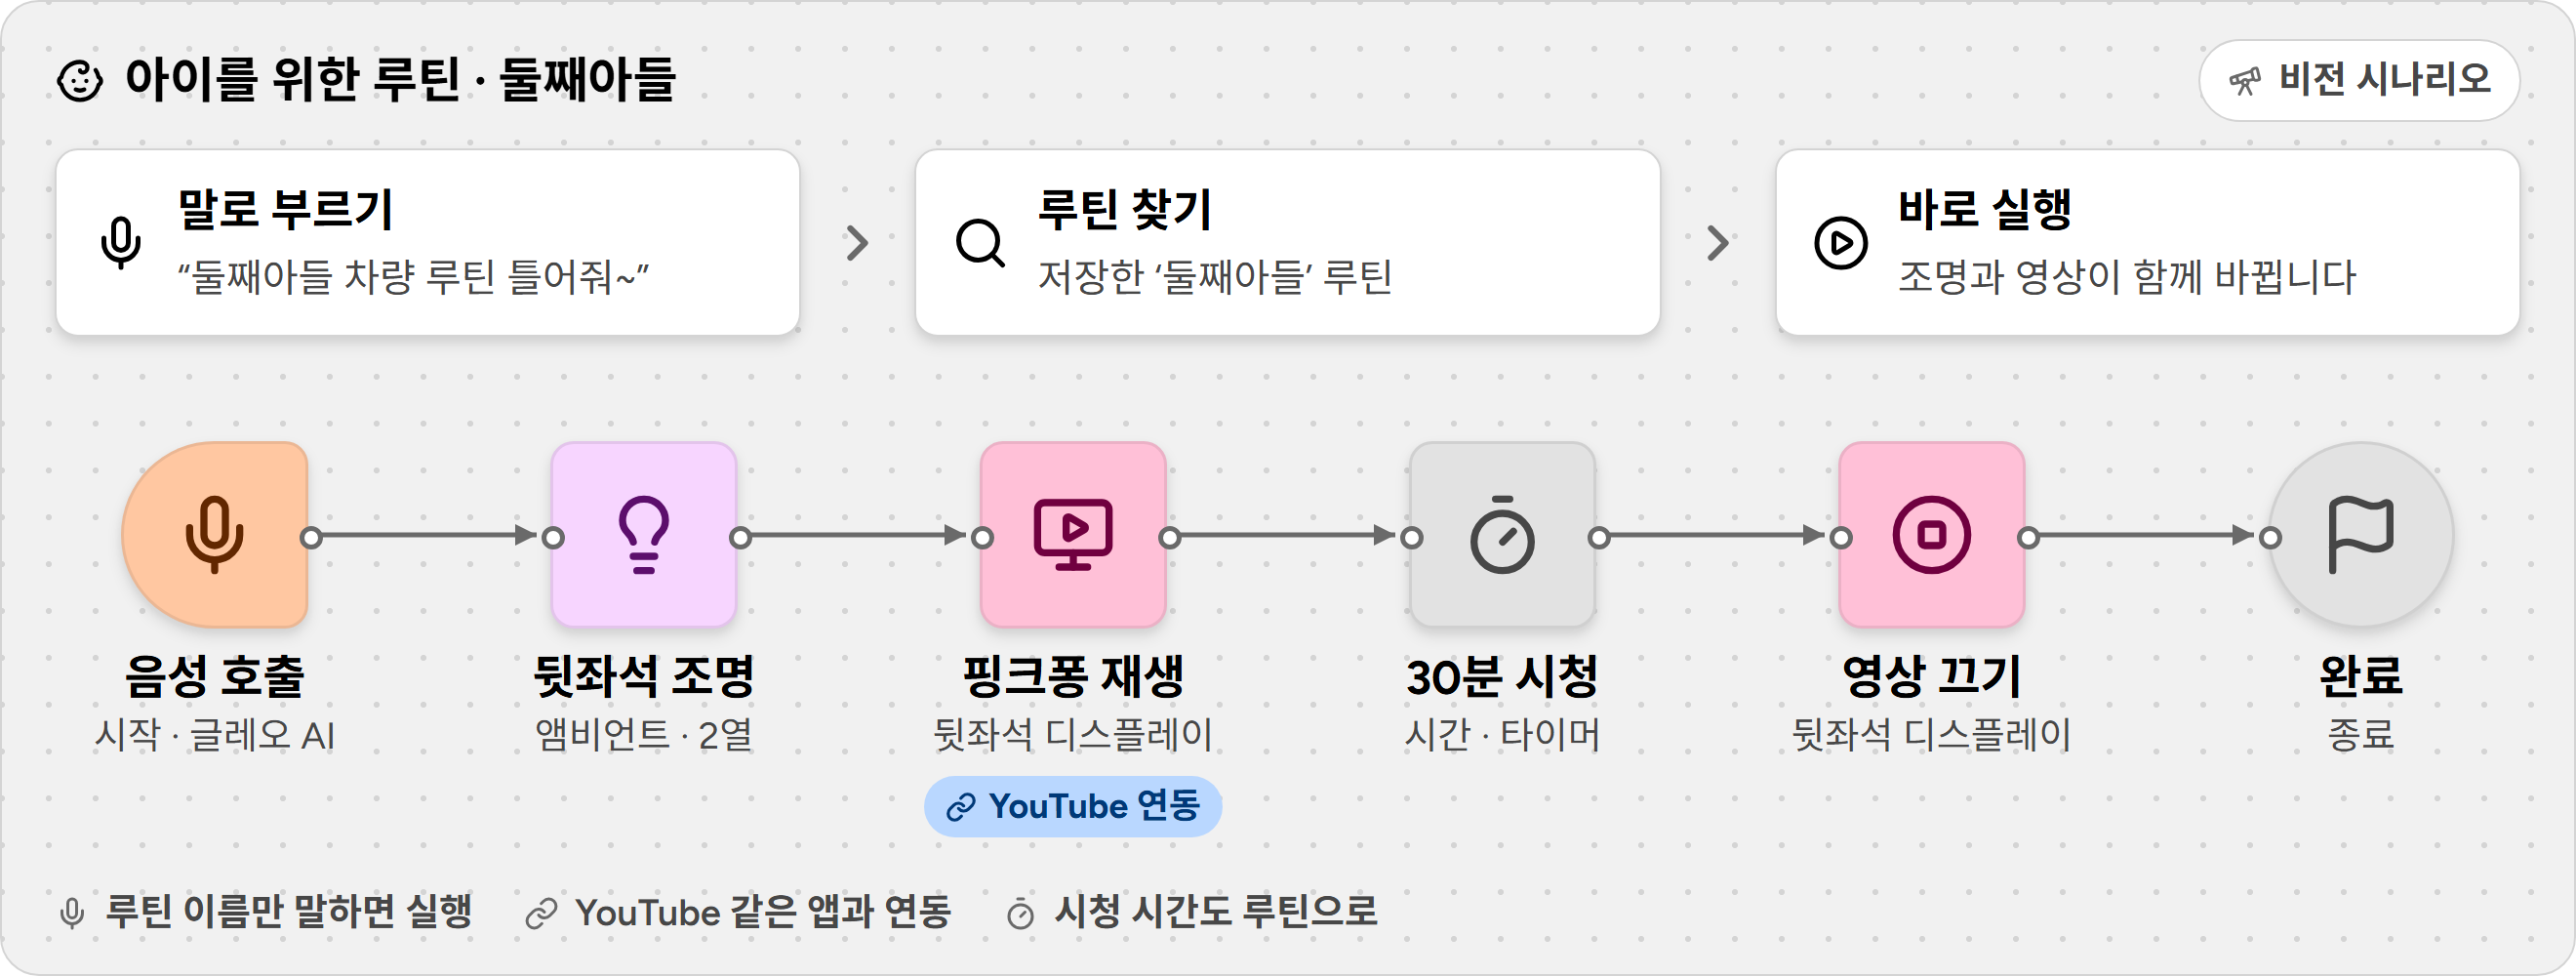 아이를 위한 루틴 · 둘째아들
비전 시나리오
말로 부르기
“둘째아들 차량 루틴 틀어줘~”
루틴 찾기
저장한 ‘둘째아들’ 루틴
바로 실행
조명과 영상이 함께 바뀝니다
음성 호출
시작 · 글레오 AI
뒷좌석 조명
앰비언트 · 2열
핑크퐁 재생
뒷좌석 디스플레이
YouTube 연동
30분 시청
시간 · 타이머
영상 끄기
뒷좌석 디스플레이
완료
종료
루틴 이름만 말하면 실행
YouTube 같은 앱과 연동
시청 시간도 루틴으로